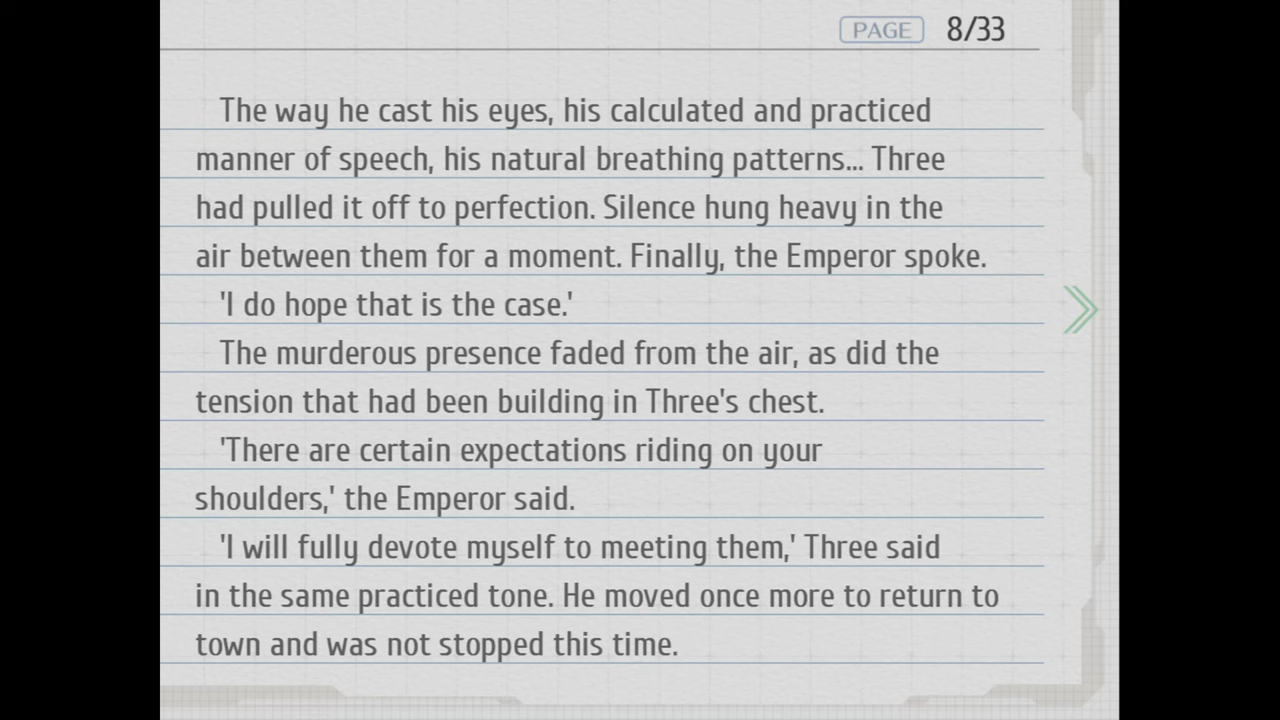 PAGE 8/33
The way he cast his eyes, his calculated and practiced
manner of speech, his natural breathing patterns... Three
had pulled it off to perfection. Silence hung heavy in the
air between them for a moment. Finally, the Emperor spoke.
'I do hope that is the case.'
The murderous presence faded from the air, as did the
tension that had been building in Three's chest.
'There are certain expectations riding on your
shoulders,' the Emperor said.
'I will fully devote myself to meeting them,' Three said
in the same practiced tone. He moved once more to return to
town and was not stopped this time.